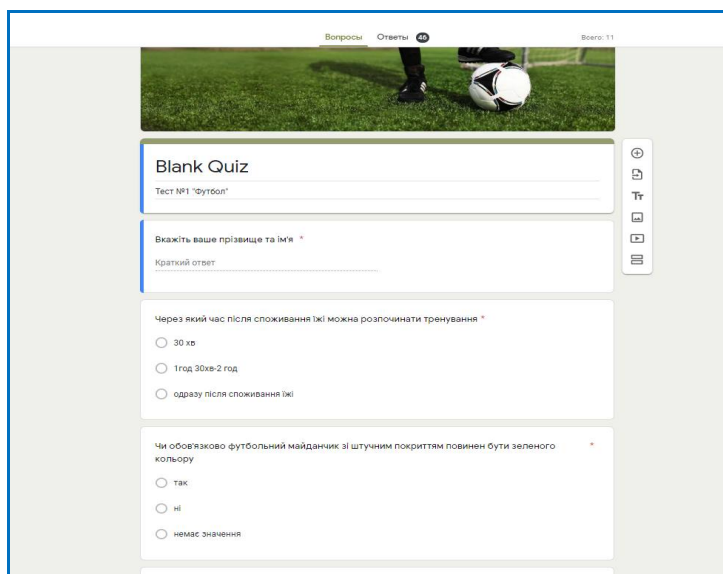 Вопросы Ответы 46 Всего: 11
Blank Quiz
Тест №1 "Футбол"
Вкажіть ваше прізвище та ім'я *
Краткий ответ
Через який час після споживання їжі можна розпочинати тренування *
30 хв
1год 30хв-2 год
одразу після споживання їжі
Чи обов'язково футбольний майданчик зі штучним покриттям повинен бути зеленого *
кольору
так
ні
немає значення